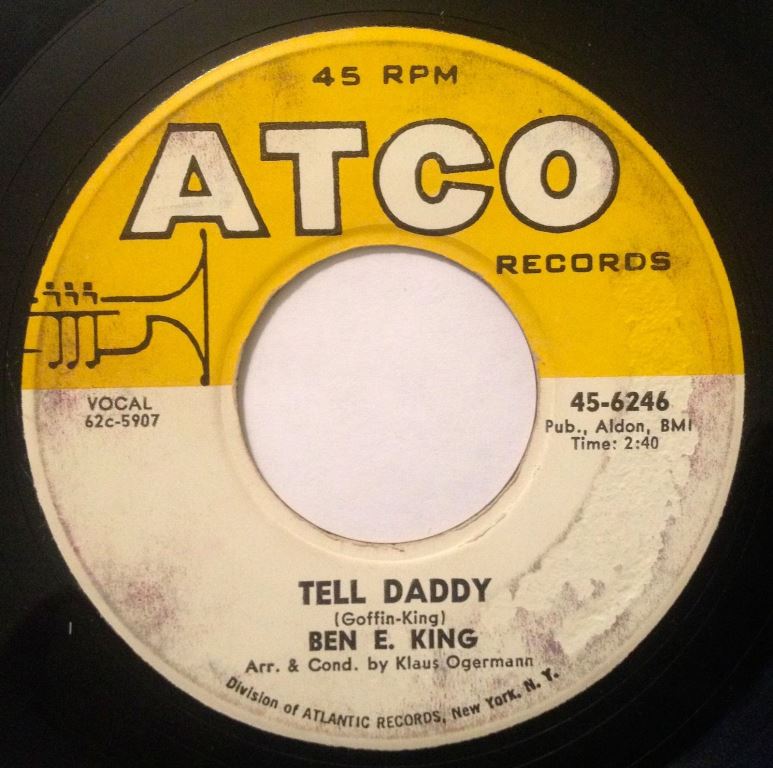 45 RPM
ATCO
RECORDS
VOCAL
62c-5907
45-6246
Pub., Aldon, BMI
Time: 2:40
TELL DADDY
(Goffin-King)
BEN E. KING
Arr. & Cond. by Klaus Ogermann
Division of ATLANTIC RECORDS, New York, N. Y.